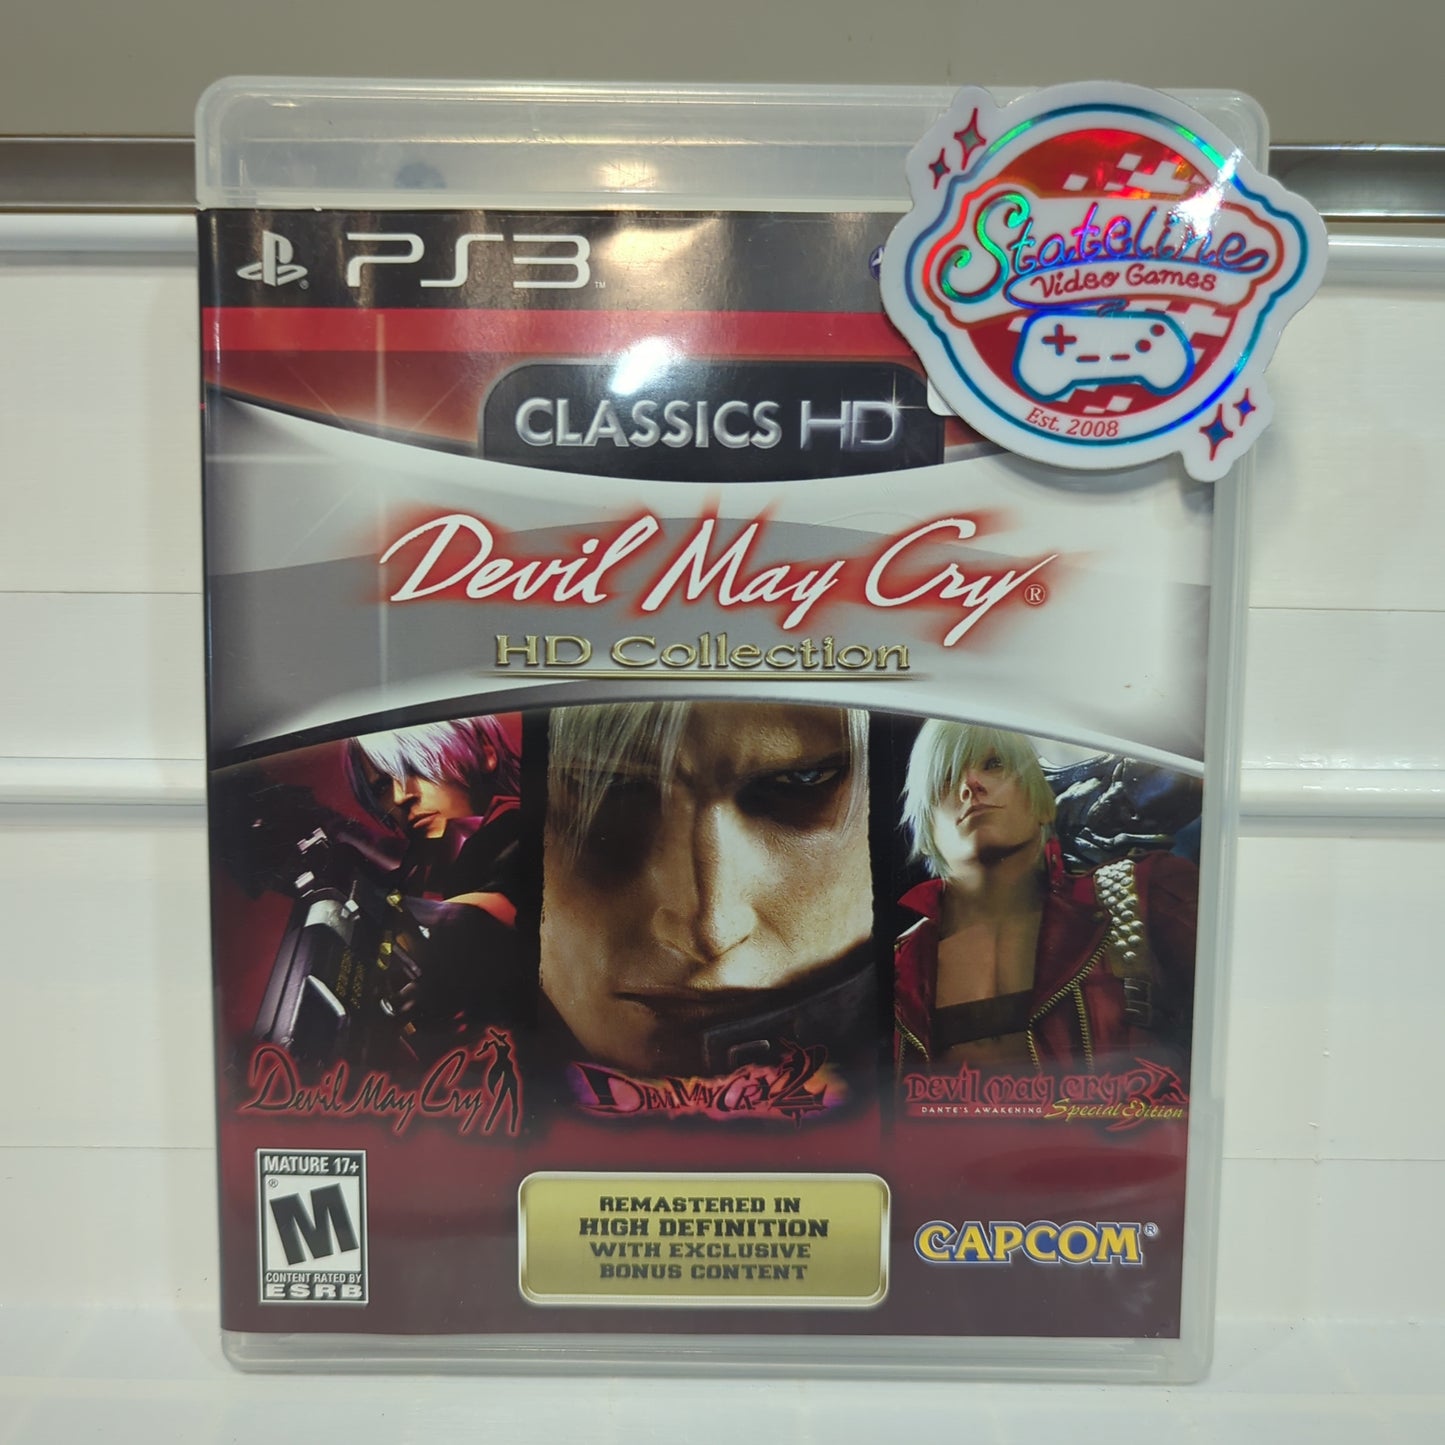 PS3™
Stateline
Video Games
Est. 2008
CLASSICS HD
Devil May Cry®
HD Collection
Devil May Cry
Devil May Cry 2
Devil May Cry 3
DANTE'S AWAKENING Special Edition
MATURE 17+
M®
CONTENT RATED BY
ESRB
REMASTERED IN
HIGH DEFINITION
WITH EXCLUSIVE
BONUS CONTENT
CAPCOM®